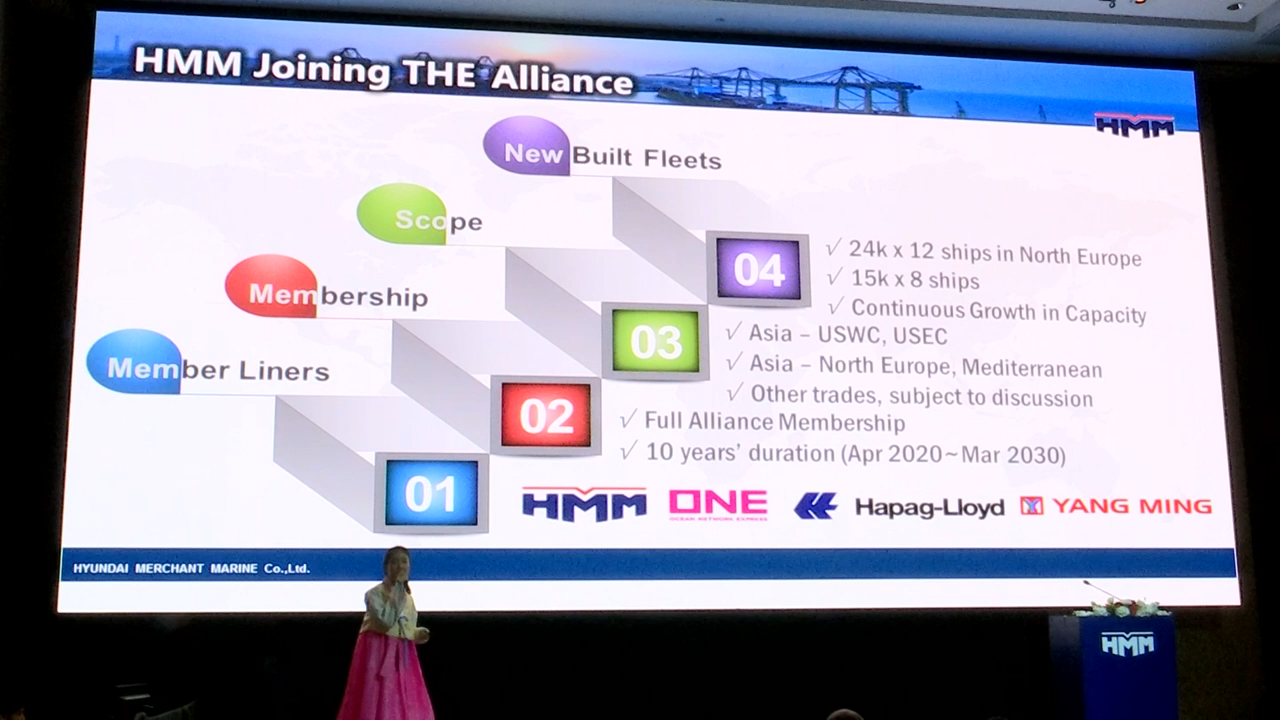 HMM Joining THE Alliance
HMM
New Built Fleets
Scope
Membership
Member Liners
04
√ 24k x 12 ships in North Europe
√ 15k x 8 ships
√ Continuous Growth in Capacity
03
√ Asia – USWC, USEC
√ Asia – North Europe, Mediterranean
√ Other trades, subject to discussion
02
√ Full Alliance Membership
√ 10 years' duration (Apr 2020~Mar 2030)
01
HMM
ONE
OCEAN NETWORK EXPRESS
Hapag-Lloyd
YANG MING
HYUNDAI MERCHANT MARINE Co.,Ltd.
HMM